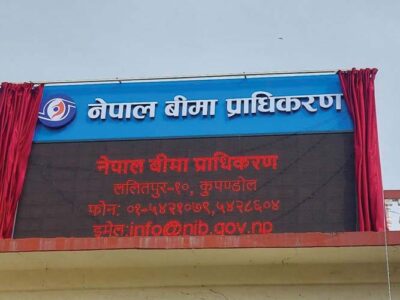 नेपाल बीमा प्राधिकरण
नेपाल बीमा प्राधिकरण
ललितपुर-१०, कुपण्डोल
फोन: ०१-५४२१०७९,५४२८६०४
इमेल:info@nib.gov.np